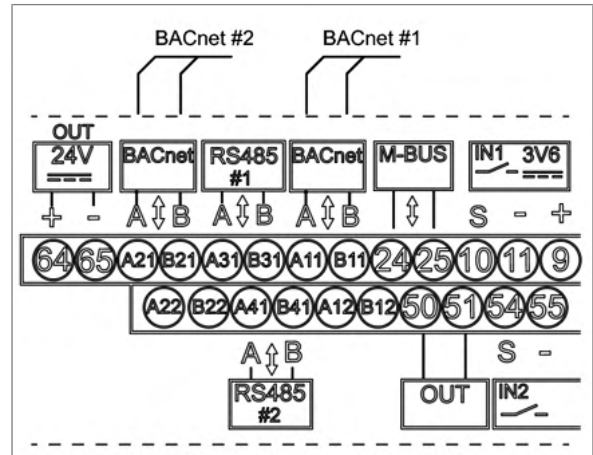 BACnet #2 BACnet #1
OUT
24V BACnet RS485 BACnet M-BUS IN1 3V6
#1
+ - A B A B A B S - +
64 65 A21 B21 A31 B31 A11 B11 24 25 10 11 9
A22 B22 A41 B41 A12 B12 50 51 54 55
A B S -
RS485 OUT IN2
#2